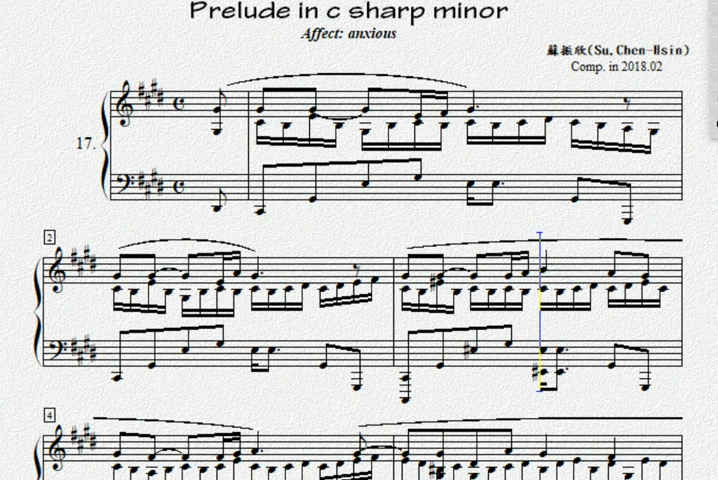 Prelude in c sharp minor
Affect: anxious
蘇振欣(Su,Chen-Hsin)
Comp. in 2018.02
17.
2
4